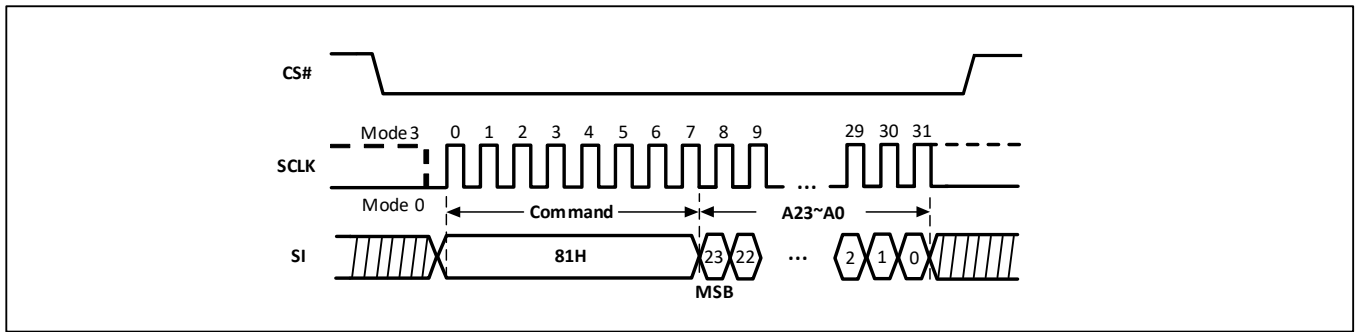 CS#
Mode 3 0 1 2 3 4 5 6 7 8 9 29 30 31
SCLK
...
Mode 0 Command A23~A0
SI 81H 23 22 ... 2 1 0
MSB